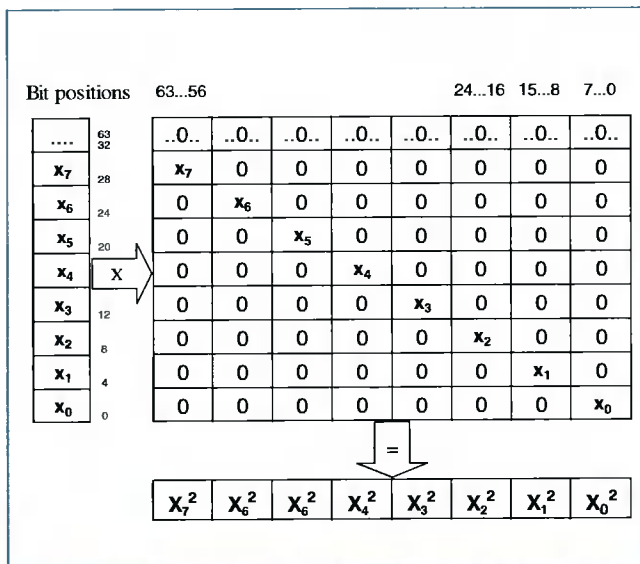 Bit positions 63...56 24...16 15...8 7...0
.... 63 32 ..0.. ..0.. ..0.. ..0.. ..0.. ..0.. ..0.. ..0..
x₇ 28 x₇ 0 0 0 0 0 0 0
x₆ 24 0 x₆ 0 0 0 0 0 0
x₅ 20 0 0 x₅ 0 0 0 0 0
x₄ X 0 0 0 x₄ 0 0 0 0
x₃ 12 0 0 0 0 x₃ 0 0 0
x₂ 8 0 0 0 0 0 x₂ 0 0
x₁ 4 0 0 0 0 0 0 x₁ 0
x₀ 0 0 0 0 0 0 0 0 x₀
=
X₇² X₆² X₆² X₄² X₃² X₂² X₁² X₀²